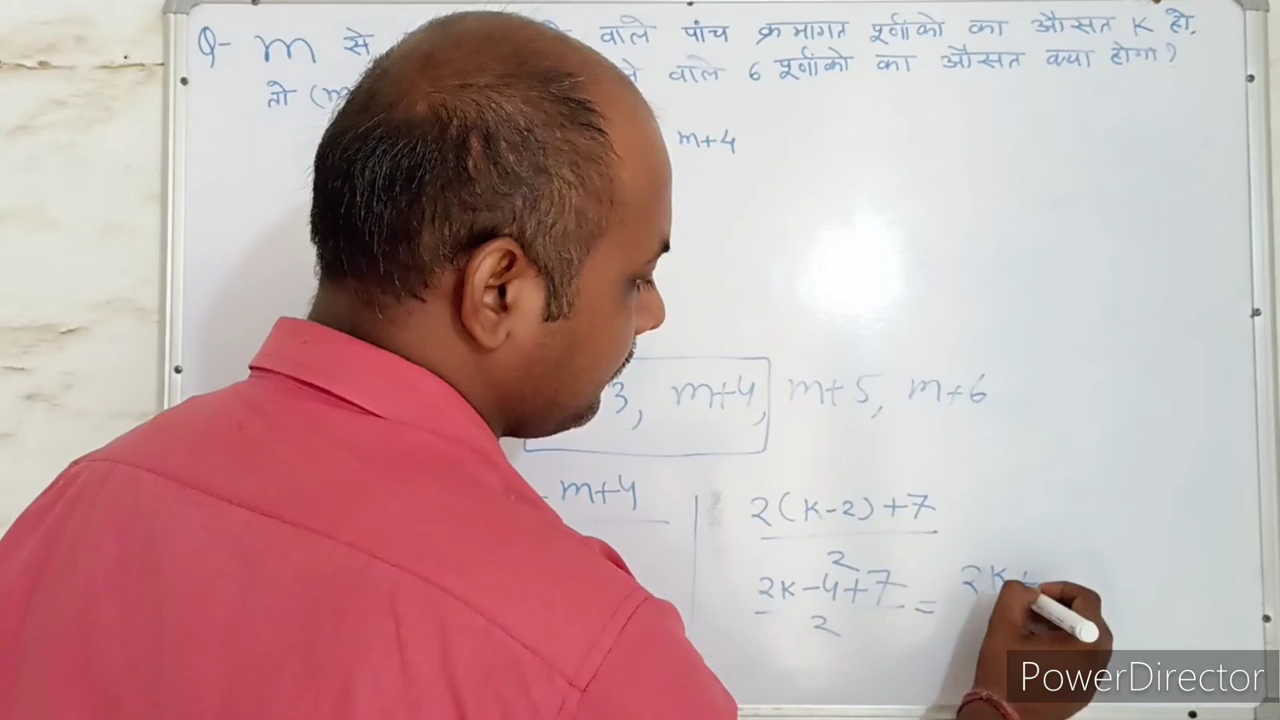 Q- m से वाले पांच क्रमागत पूर्णांको का औसत K हो,
तो (m वाले 6 पूर्णांको का औसत क्या होगा?
m+4
3, m+4, m+5, m+6
m+4
2(K-2)+7
2
2K-4+7 = 2K+
2
PowerDirector